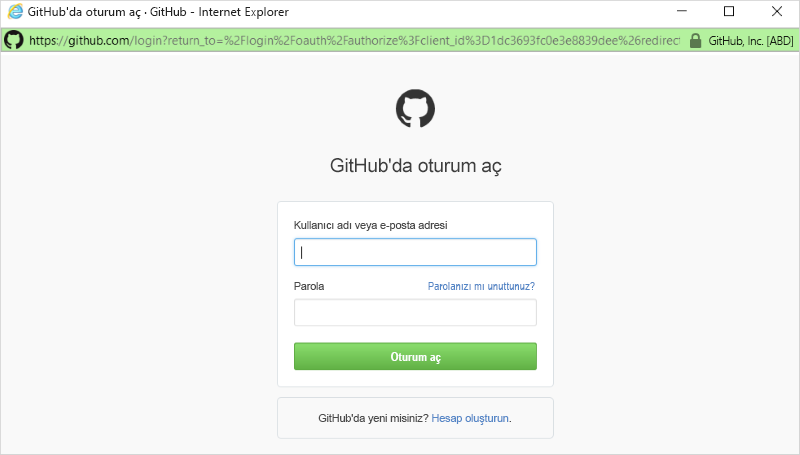 GitHub'da oturum aç · GitHub - Internet Explorer
https://github.com/login?return_to=%2Flogin%2Foauth%2Fauthorize%3Fclient_id%3D1dc3693fc0e3e8839dee%26redirect GitHub, Inc. [ABD]
GitHub'da oturum aç
Kullanıcı adı veya e-posta adresi
Parola Parolanızı mı unuttunuz?
Oturum aç
GitHub'da yeni misiniz? Hesap oluşturun.